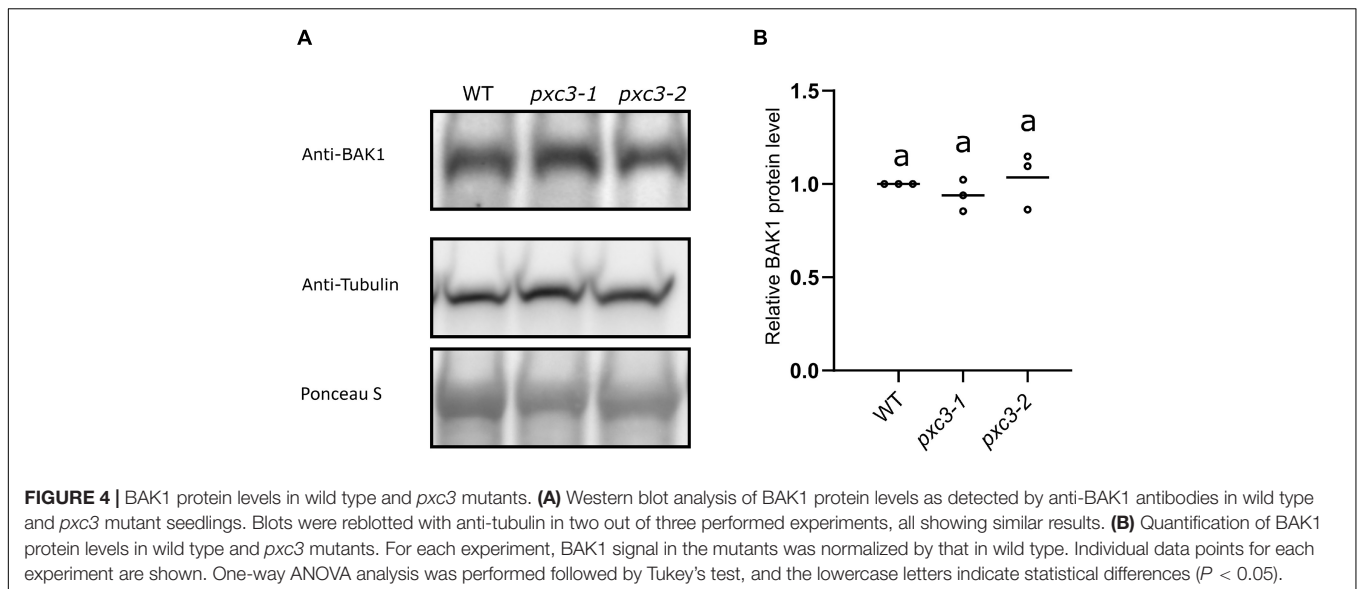 A
B
WT pxc3-1 pxc3-2
Anti-BAK1
Anti-Tubulin
Ponceau S
Relative BAK1 protein level
1.5
1.0
0.5
0.0
a
a
a
WT
pxc3-1
pxc3-2
FIGURE 4 | BAK1 protein levels in wild type and pxc3 mutants. (A) Western blot analysis of BAK1 protein levels as detected by anti-BAK1 antibodies in wild type
and pxc3 mutant seedlings. Blots were reblotted with anti-tubulin in two out of three performed experiments, all showing similar results. (B) Quantification of BAK1
protein levels in wild type and pxc3 mutants. For each experiment, BAK1 signal in the mutants was normalized by that in wild type. Individual data points for each
experiment are shown. One-way ANOVA analysis was performed followed by Tukey's test, and the lowercase letters indicate statistical differences (P < 0.05).